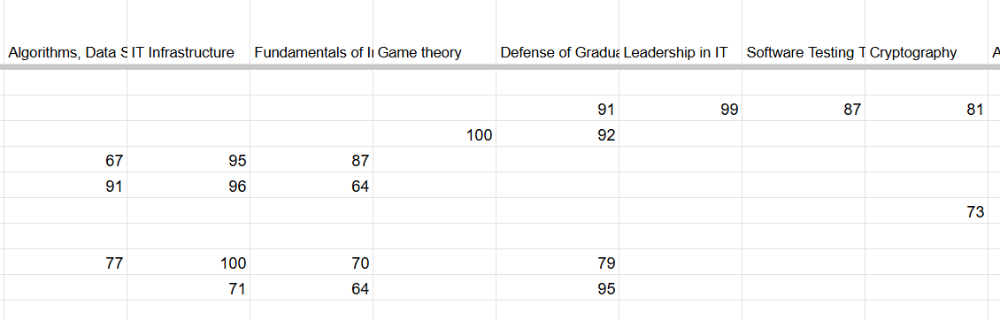 Algorithms, Data S IT Infrastructure Fundamentals of I Game theory Defense of Gradua Leadership in IT Software Testing T Cryptography A
91 99 87 81
100 92
67 95 87
91 96 64
73
77 100 70 79
71 64 95